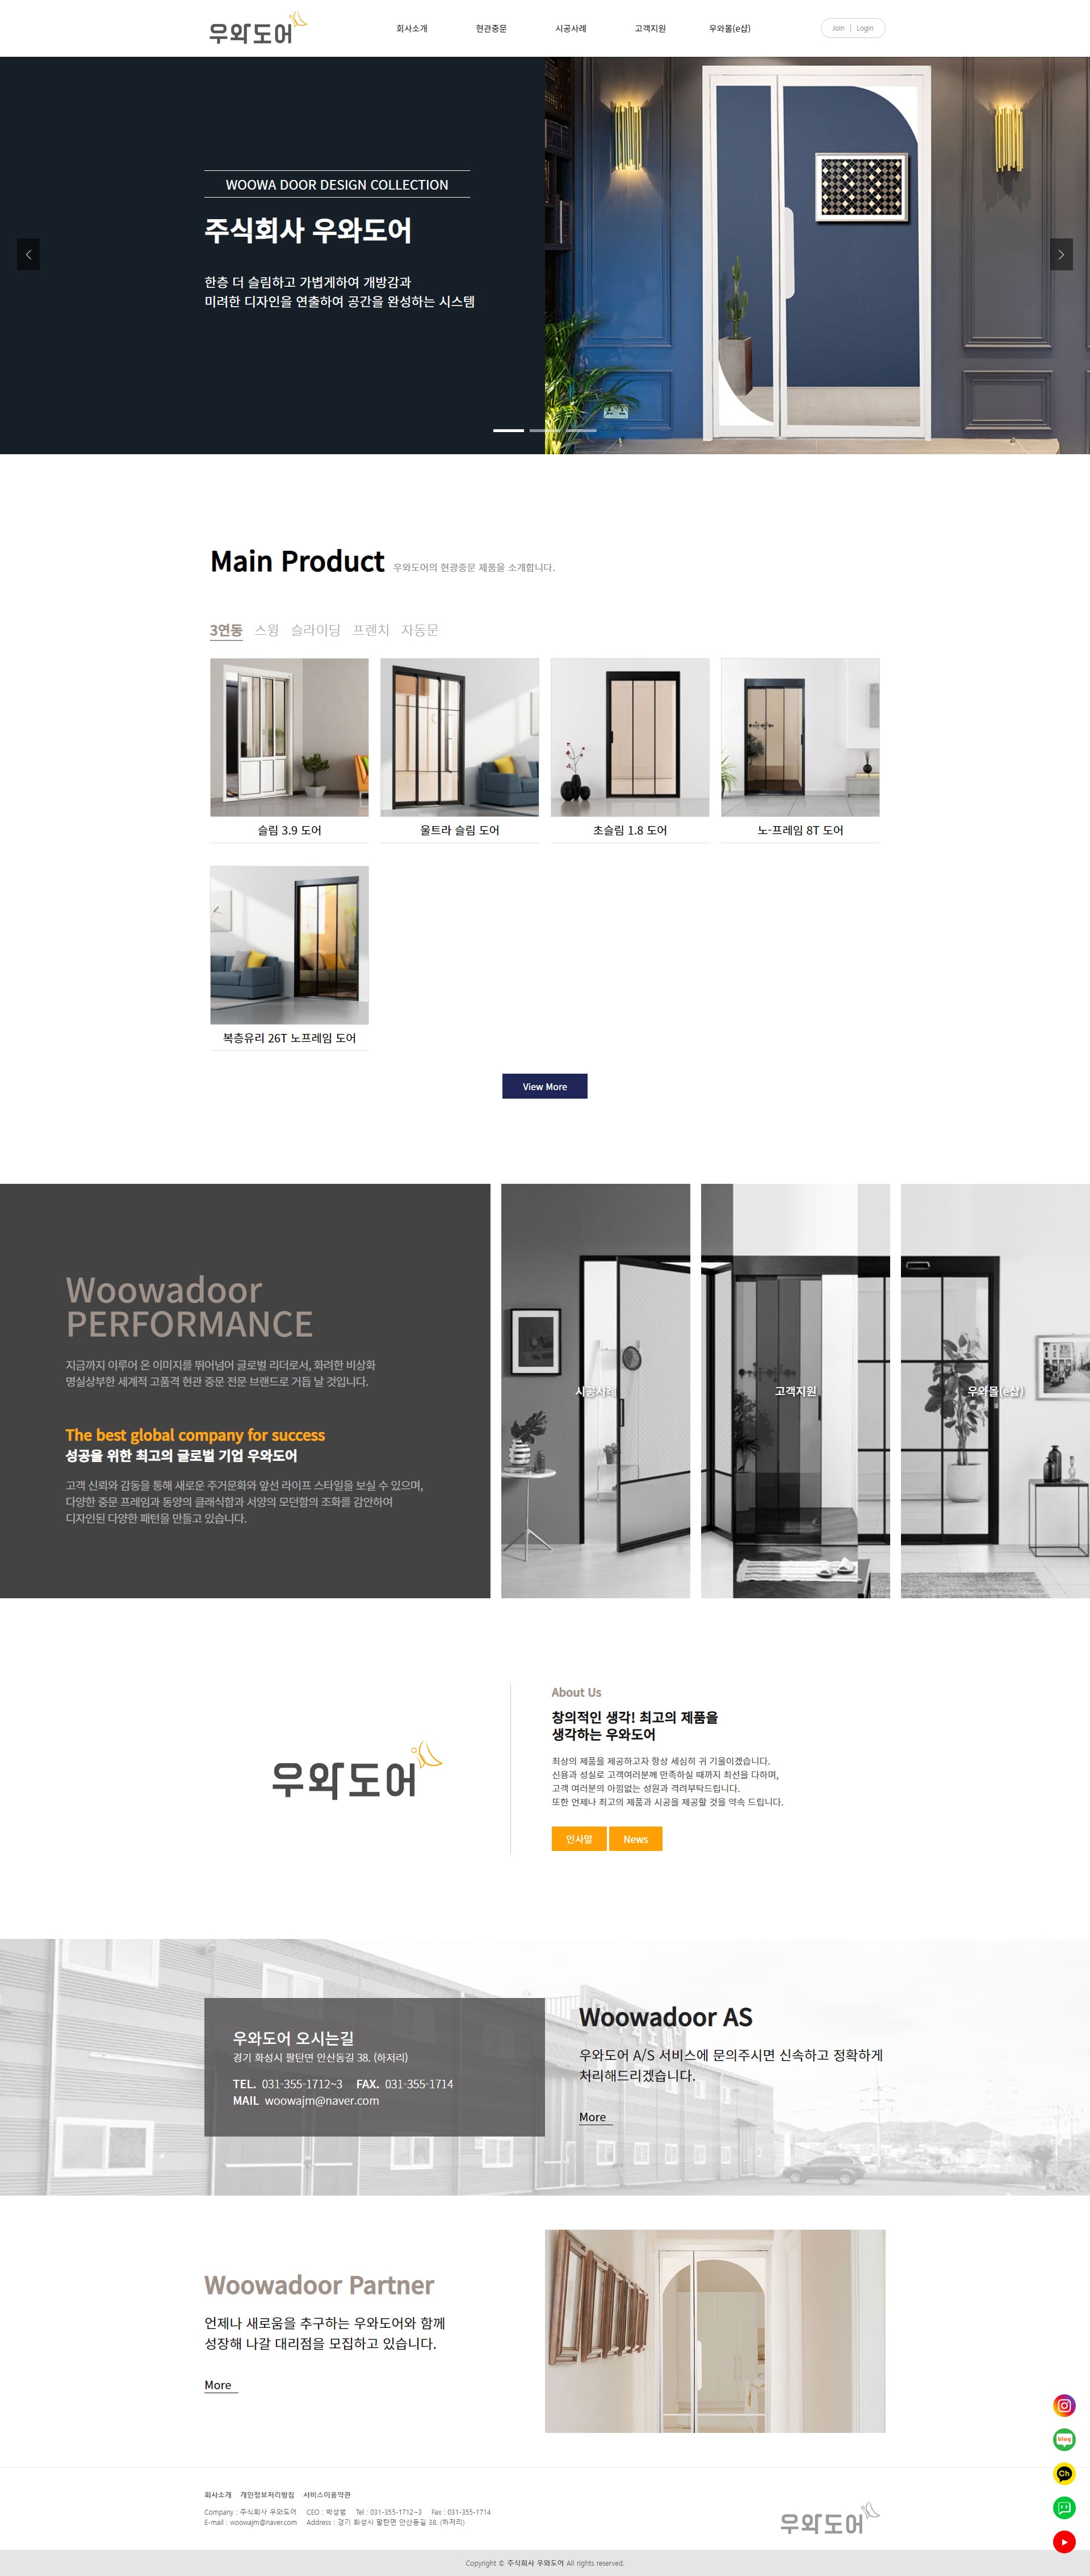 우와도어
회사소개
현관중문
시공사례
고객지원
우와몰(e샵)
Join | Login
WOOWA DOOR DESIGN COLLECTION
주식회사 우와도어
한층 더 슬림하고 가볍게하여 개방감과
미려한 디자인을 연출하여 공간을 완성하는 시스템
Main Product 우와도어의 현광중문 제품을 소개합니다.
3연동 스윙 슬라이딩 프렌치 자동문
슬림 3.9 도어
울트라 슬림 도어
초슬림 1.8 도어
노-프레임 8T 도어
복층유리 26T 노프레임 도어
View More
Woowadoor
PERFORMANCE
지금까지 이루어 온 이미지를 뛰어넘어 글로벌 리더로서, 화려한 비상화
명실상부한 세계적 고품격 현관 중문 전문 브랜드로 거듭 날 것입니다.
The best global company for success
성공을 위한 최고의 글로벌 기업 우와도어
고객 신뢰와 감동을 통해 새로운 주거문화와 앞선 라이프 스타일을 보실 수 있으며,
다양한 중문 프레임과 동양의 클래식함과 서양의 모던함의 조화를 감안하여
디자인된 다양한 패턴을 만들고 있습니다.
시공사례
고객지원
우와몰(e샵)
우와도어
About Us
창의적인 생각! 최고의 제품을
생각하는 우와도어
최상의 제품을 제공하고자 항상 세심히 귀 기울이겠습니다.
신용과 성실로 고객여러분께 만족하실 때까지 최선을 다하며,
고객 여러분의 아낌없는 성원과 격려부탁드립니다.
또한 언제나 최고의 제품과 시공을 제공할 것을 약속 드립니다.
인사말
News
우와도어 오시는길
경기 화성시 팔탄면 안산동길 38. (하저리)
TEL. 031-355-1712~3 FAX. 031-355-1714
MAIL woowajm@naver.com
Woowadoor AS
우와도어 A/S 서비스에 문의주시면 신속하고 정확하게
처리해드리겠습니다.
More
Woowadoor Partner
언제나 새로움을 추구하는 우와도어와 함께
성장해 나갈 대리점을 모집하고 있습니다.
More
blog
Ch
회사소개 개인정보처리방침 서비스이용약관
Company : 주식회사 우와도어 CEO : 박성범 Tel : 031-355-1712~3 Fax : 031-355-1714
E-mail : woowajm@naver.com Address : 경기 화성시 팔탄면 안산동길 38. (하저리)
우와도어
Copyright © 주식회사 우와도어 All rights reserved.